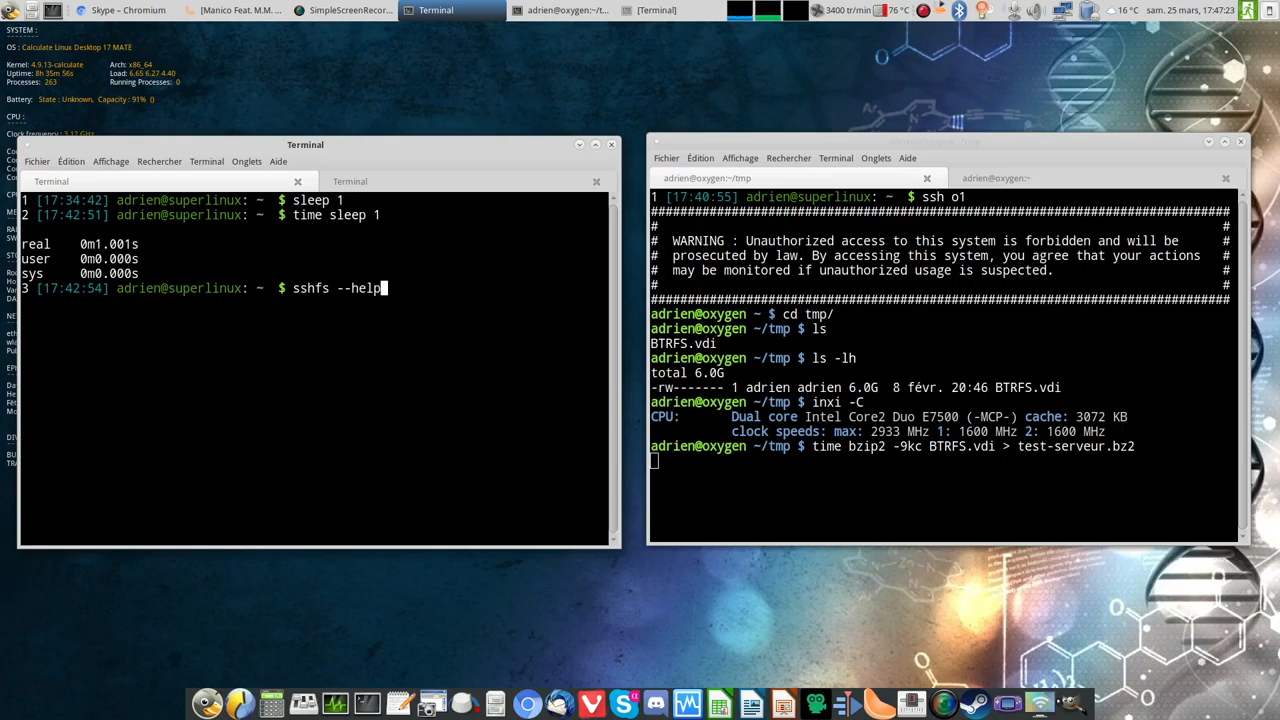 Skype – Chromium
[Manico Feat. M.M. ...
SimpleScreenRecor...
Terminal
adrien@oxygen:~/t...
[Terminal]
3400 tr/min
76 °C
16 °C
sam. 25 mars, 17:47:23
SYSTEM :
OS : Calculate Linux Desktop 17 MATE
Kernel: 4.9.13-calculate
Arch: x86_64
Uptime: 8h 35m 56s
Load: 6.65 6.27 4.40
Processes: 263
Running Processes: 0
Battery: State : Unknown, Capacity : 91% ()
CPU :
Clock frequency : 3.12 GHz
Terminal
Fichier Édition Affichage Rechercher Terminal Onglets Aide
Terminal
Terminal
1 [17:34:42] adrien@superlinux: ~ $ sleep 1
2 [17:42:51] adrien@superlinux: ~ $ time sleep 1
real 0m1.001s
user 0m0.000s
sys 0m0.000s
3 [17:42:54] adrien@superlinux: ~ $ sshfs --help
Fichier Édition Affichage Rechercher Terminal Onglets Aide
adrien@oxygen:~/tmp
adrien@oxygen:~
1 [17:40:55] adrien@superlinux: ~ $ ssh o1
###############################################################################
# #
# WARNING : Unauthorized access to this system is forbidden and will be #
# prosecuted by law. By accessing this system, you agree that your actions #
# may be monitored if unauthorized usage is suspected. #
# #
###############################################################################
adrien@oxygen ~ $ cd tmp/
adrien@oxygen ~/tmp $ ls
BTRFS.vdi
adrien@oxygen ~/tmp $ ls -lh
total 6.0G
-rw------- 1 adrien adrien 6.0G 8 févr. 20:46 BTRFS.vdi
adrien@oxygen ~/tmp $ inxi -C
CPU: Dual core Intel Core2 Duo E7500 (-MCP-) cache: 3072 KB
clock speeds: max: 2933 MHz 1: 1600 MHz 2: 1600 MHz
adrien@oxygen ~/tmp $ time bzip2 -9kc BTRFS.vdi > test-serveur.bz2